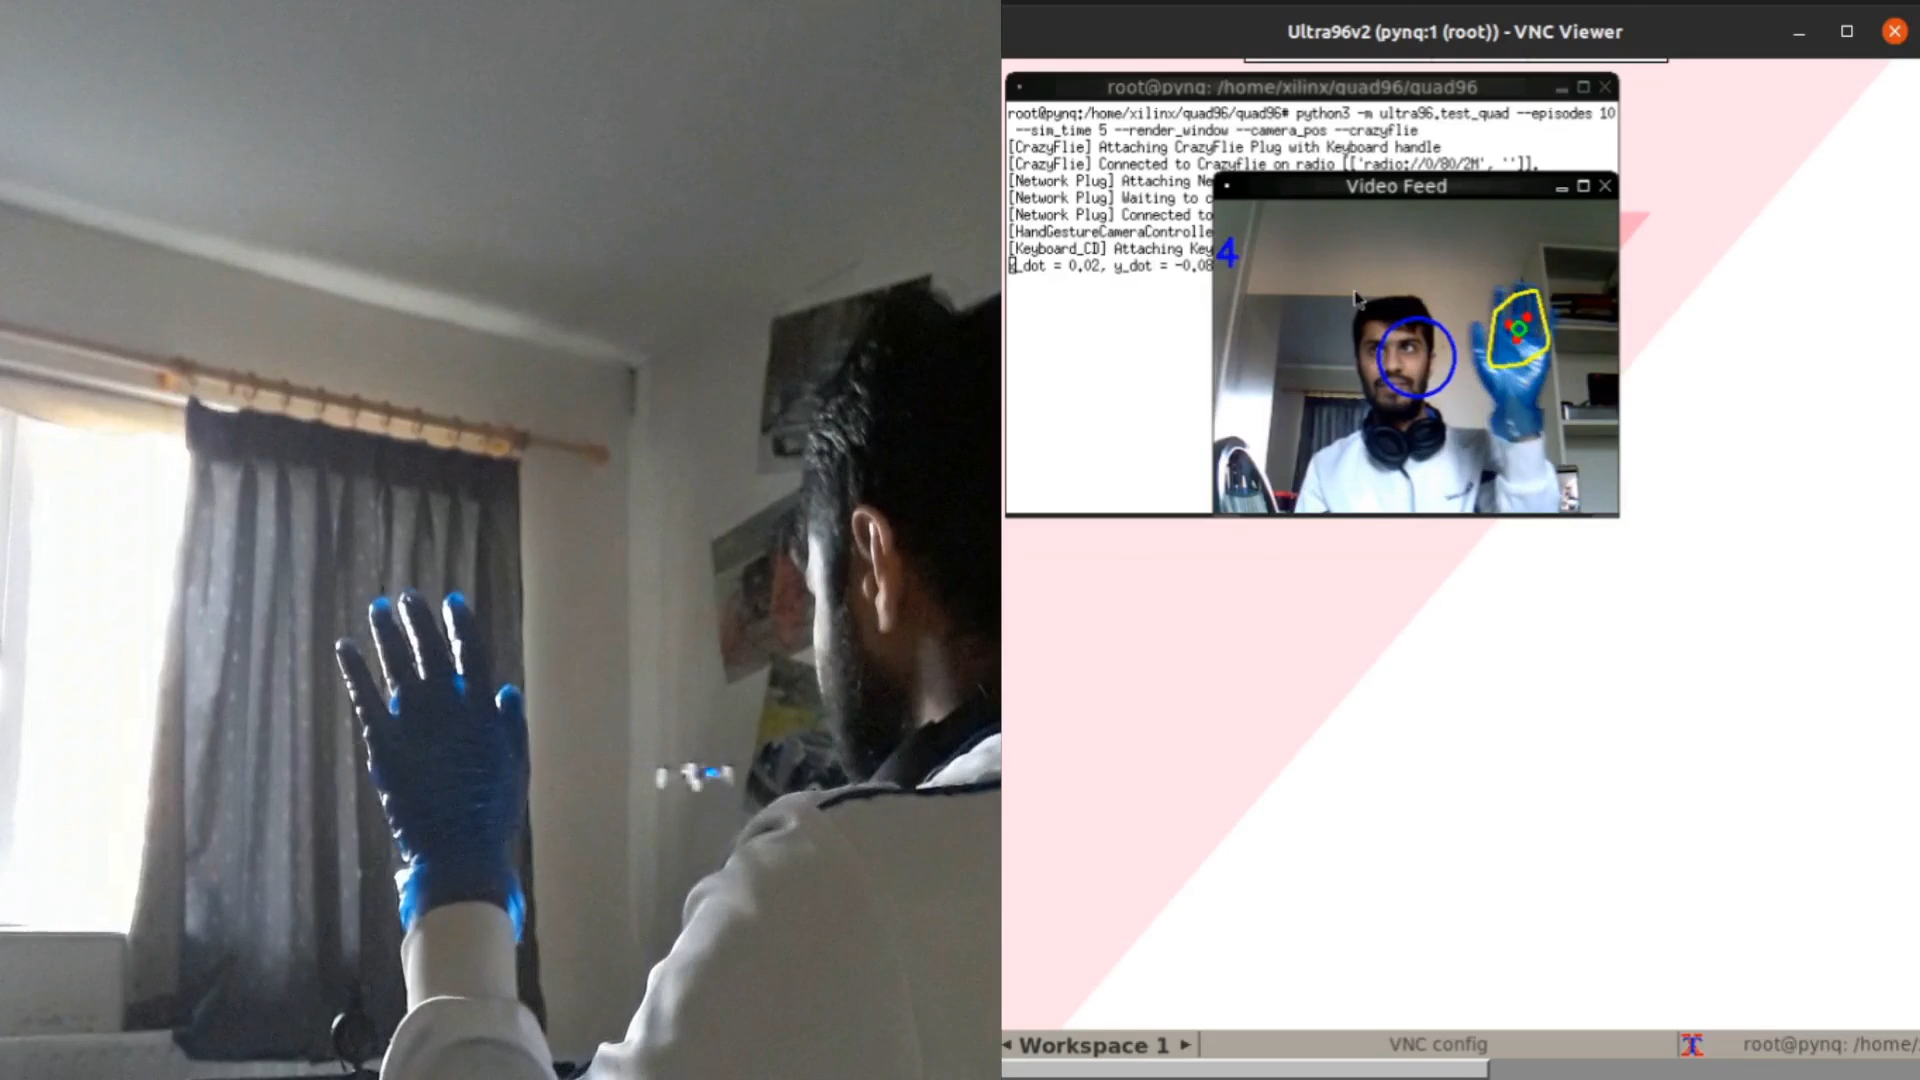 Ultra96v2 (pynq:1 (root)) - VNC Viewer
root@pynq: /home/xilinx/quad96/quad96
root@pynq:/home/xilinx/quad96/quad96# python3 -m ultra96.test_quad --episodes 10
--sim_time 5 --render_window --camera_pos --crazyflie
[CrazyFlie] Attaching CrazyFlie Plug with Keyboard handle
[CrazyFlie] Connected to Crazyflie on radio [['radio://0/80/2M', '']].
[Network Plug] Attaching Ne
[Network Plug] Waiting to c
[Network Plug] Connected to
[HandGestureCameraControlle
[Keyboard_CD] Attaching Key
_dot = 0.02, y_dot = -0.08
Video Feed
4
Workspace 1
VNC config
root@pynq: /home/